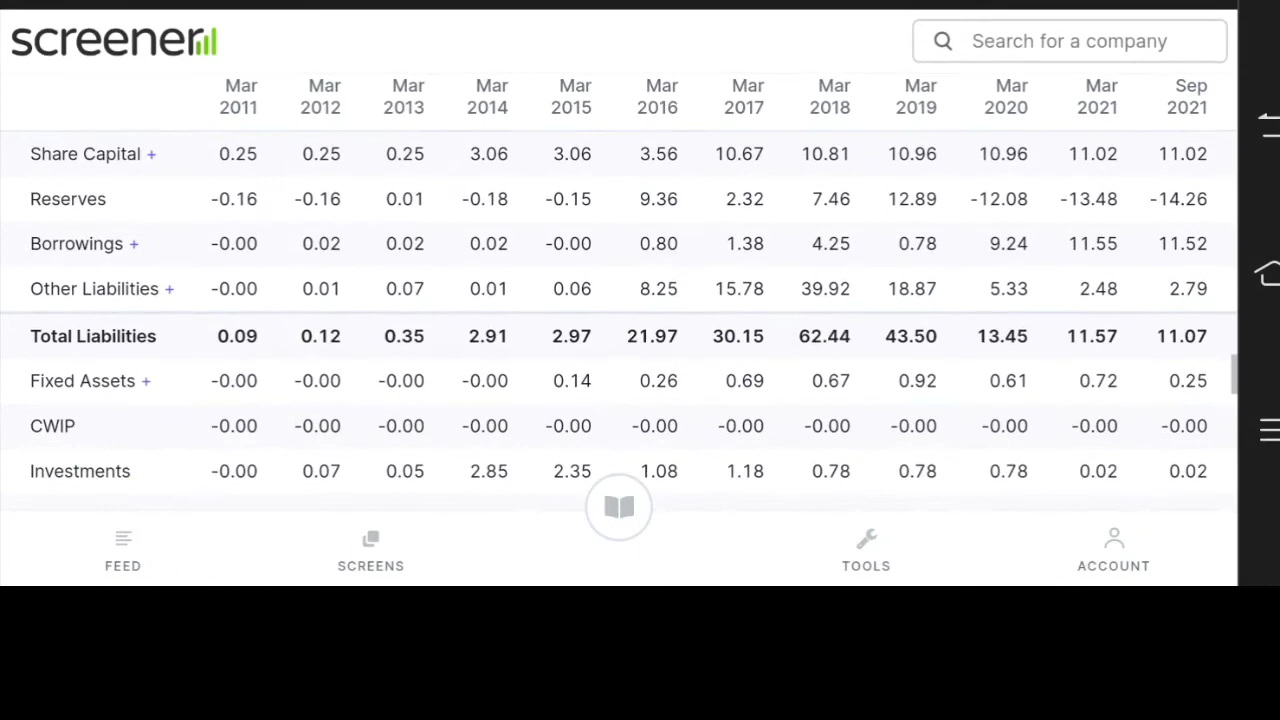 screener
Search for a company
Mar Mar Mar Mar Mar Mar Mar Mar Mar Mar Mar Sep
2011 2012 2013 2014 2015 2016 2017 2018 2019 2020 2021 2021
Share Capital + 0.25 0.25 0.25 3.06 3.06 3.56 10.67 10.81 10.96 10.96 11.02 11.02
Reserves -0.16 -0.16 0.01 -0.18 -0.15 9.36 2.32 7.46 12.89 -12.08 -13.48 -14.26
Borrowings + -0.00 0.02 0.02 0.02 -0.00 0.80 1.38 4.25 0.78 9.24 11.55 11.52
Other Liabilities + -0.00 0.01 0.07 0.01 0.06 8.25 15.78 39.92 18.87 5.33 2.48 2.79
Total Liabilities 0.09 0.12 0.35 2.91 2.97 21.97 30.15 62.44 43.50 13.45 11.57 11.07
Fixed Assets + -0.00 -0.00 -0.00 -0.00 0.14 0.26 0.69 0.67 0.92 0.61 0.72 0.25
CWIP -0.00 -0.00 -0.00 -0.00 -0.00 -0.00 -0.00 -0.00 -0.00 -0.00 -0.00 -0.00
Investments -0.00 0.07 0.05 2.85 2.35 1.08 1.18 0.78 0.78 0.78 0.02 0.02
FEED SCREENS TOOLS ACCOUNT